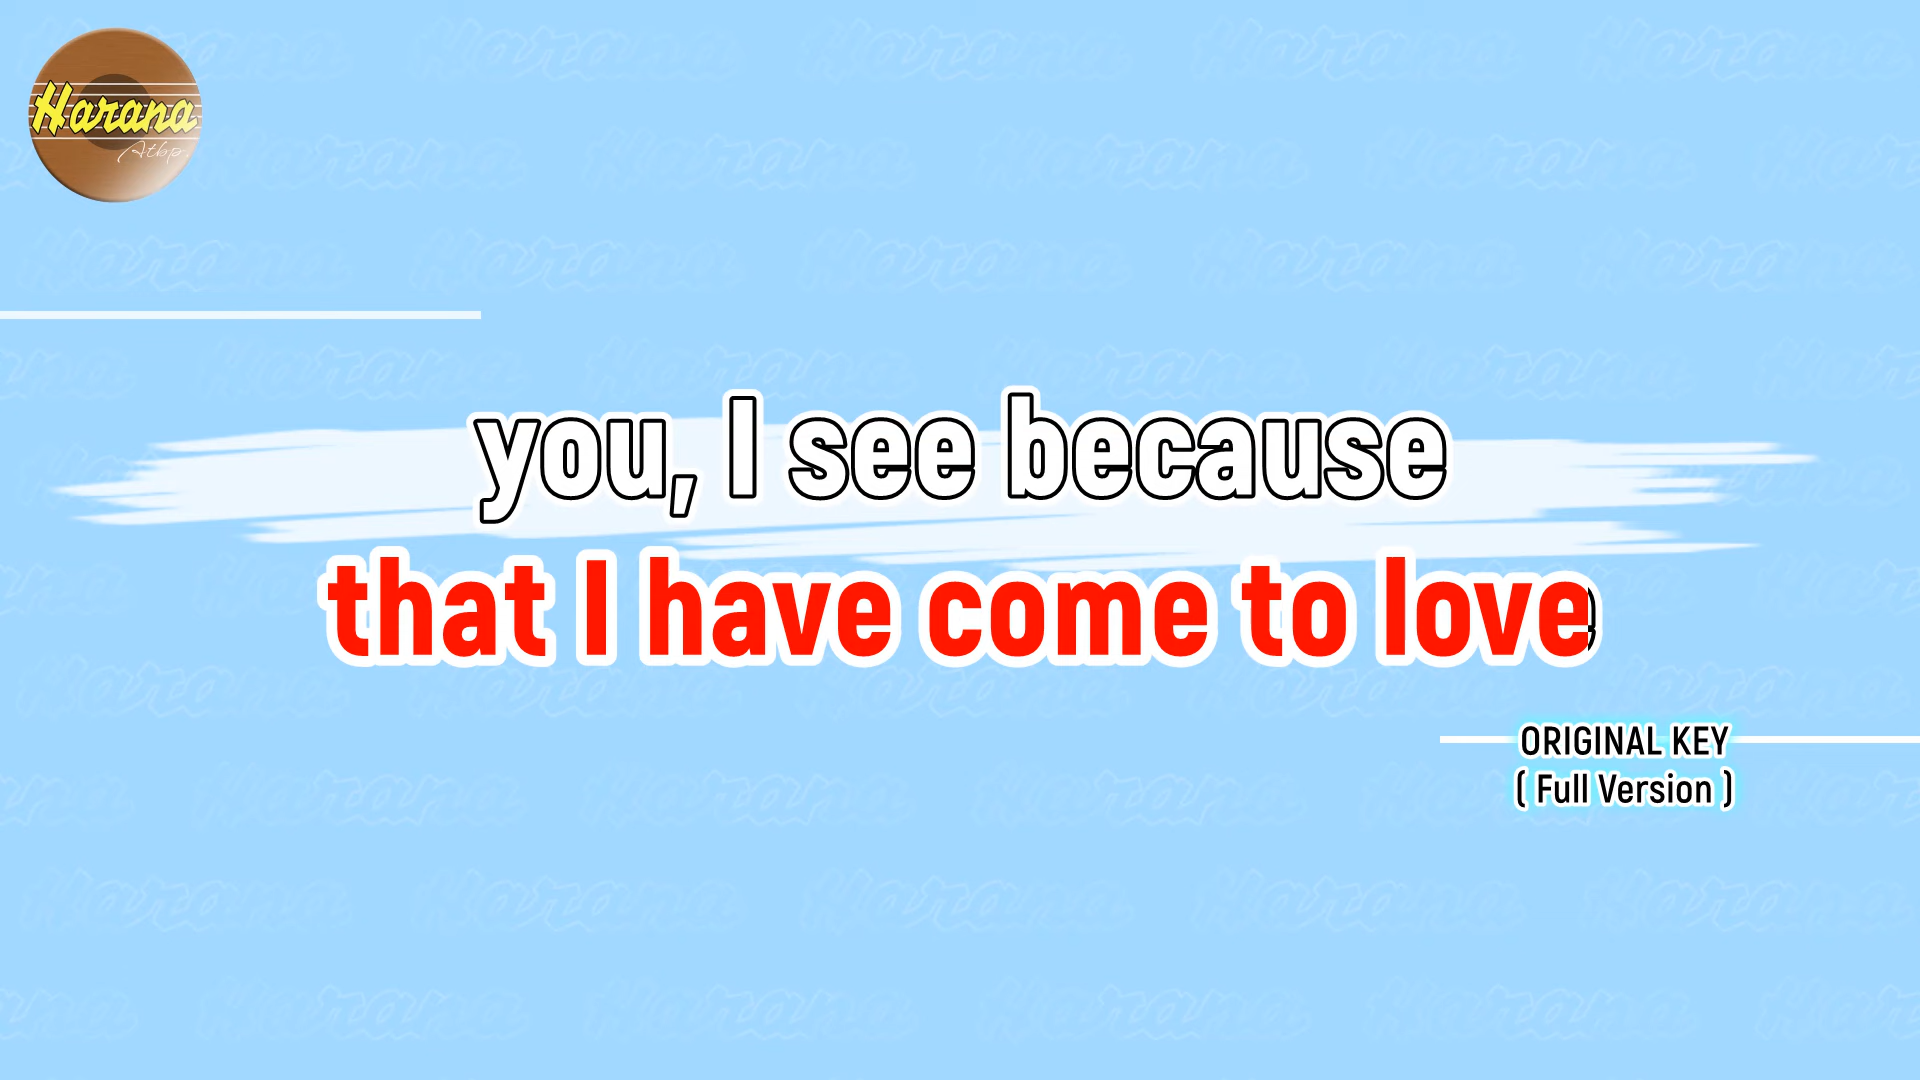 Harana
Atbp.
you, I see because
that I have come to love
ORIGINAL KEY
( Full Version )